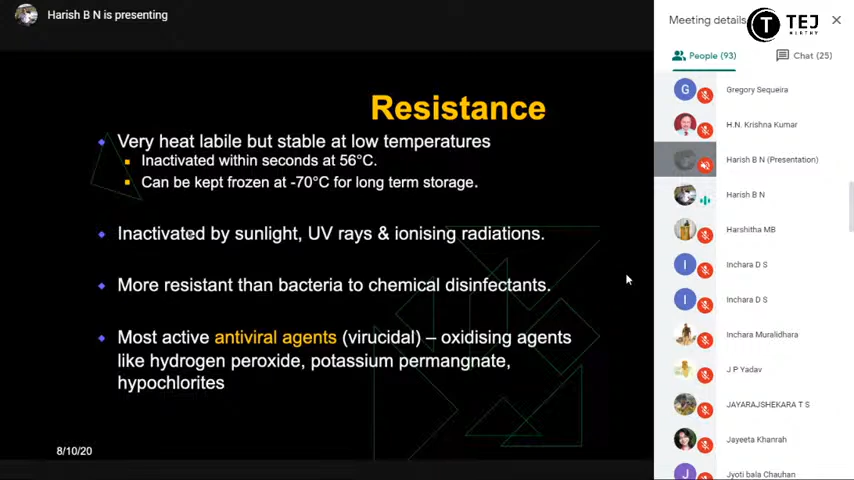 Harish B N is presenting
Meeting details
TEJ
People (93)
Chat (25)
Resistance
Very heat labile but stable at low temperatures
Inactivated within seconds at 56°C.
Can be kept frozen at -70°C for long term storage.
Inactivated by sunlight, UV rays & ionising radiations.
More resistant than bacteria to chemical disinfectants.
Most active antiviral agents (virucidal) – oxidising agents
like hydrogen peroxide, potassium permangnate,
hypochlorites
8/10/20
G Gregory Sequeira
H.N. Krishna Kumar
Harish B N (Presentation)
Harish B N
Harshitha MB
I Inchara D S
I Inchara D S
Inchara Muralidhara
J P Yadav
JAYARAJSHEKARA T S
Jayeeta Khanrah
J Jyoti bala Chauhan